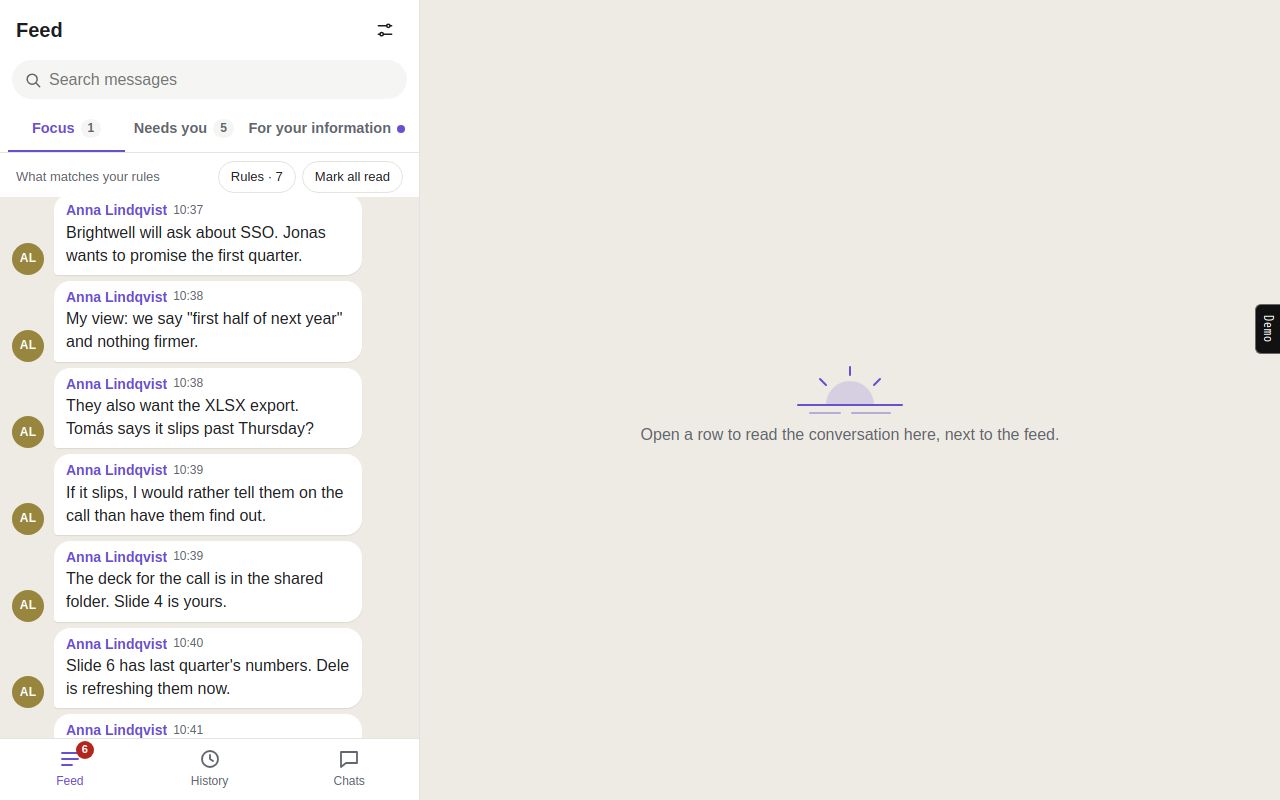 Feed
Search messages
Focus 1
Needs you 5
For your information
What matches your rules
Rules · 7
Mark all read
Anna Lindqvist 10:37
Brightwell will ask about SSO. Jonas
wants to promise the first quarter.
AL
Anna Lindqvist 10:38
My view: we say "first half of next year"
and nothing firmer.
AL
Anna Lindqvist 10:38
They also want the XLSX export.
Tomás says it slips past Thursday?
AL
Anna Lindqvist 10:39
If it slips, I would rather tell them on the
call than have them find out.
AL
Anna Lindqvist 10:39
The deck for the call is in the shared
folder. Slide 4 is yours.
AL
Anna Lindqvist 10:40
Slide 6 has last quarter's numbers. Dele
is refreshing them now.
AL
Anna Lindqvist 10:41
6
Feed
History
Chats
Open a row to read the conversation here, next to the feed.
Demo